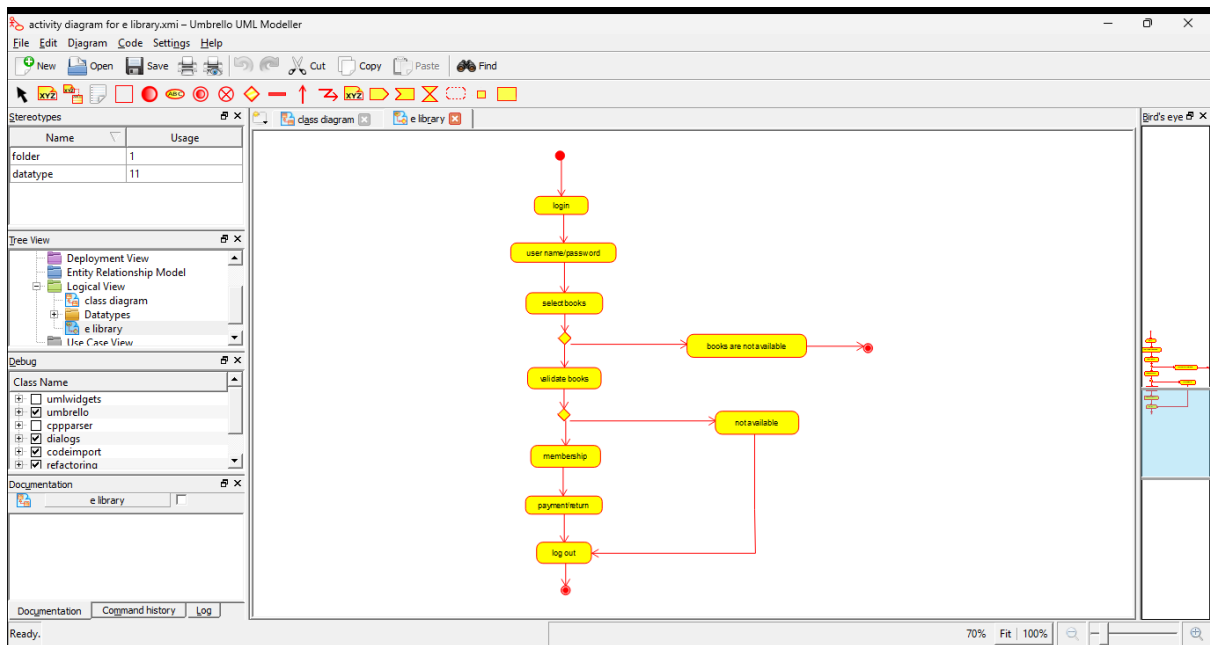 activity diagram for e library.xmi – Umbrello UML Modeller
File Edit Diagram Code Settings Help
New Open Save Cut Copy Paste Find
XYZ ABC XYZ
Stereotypes
Name Usage
folder 1
datatype 11
Tree View
Deployment View
Entity Relationship Model
Logical View
class diagram
Datatypes
e library
Use Case View
Debug
Class Name
umlwidgets
umbrello
cppparser
dialogs
codeimport
refactoring
Documentation
e library
Documentation Command history Log
Ready.
class diagram e library
login
user name/password
select books
books are not available
validate books
not available
membership
payment/return
log out
Bird's eye
70% Fit 100%